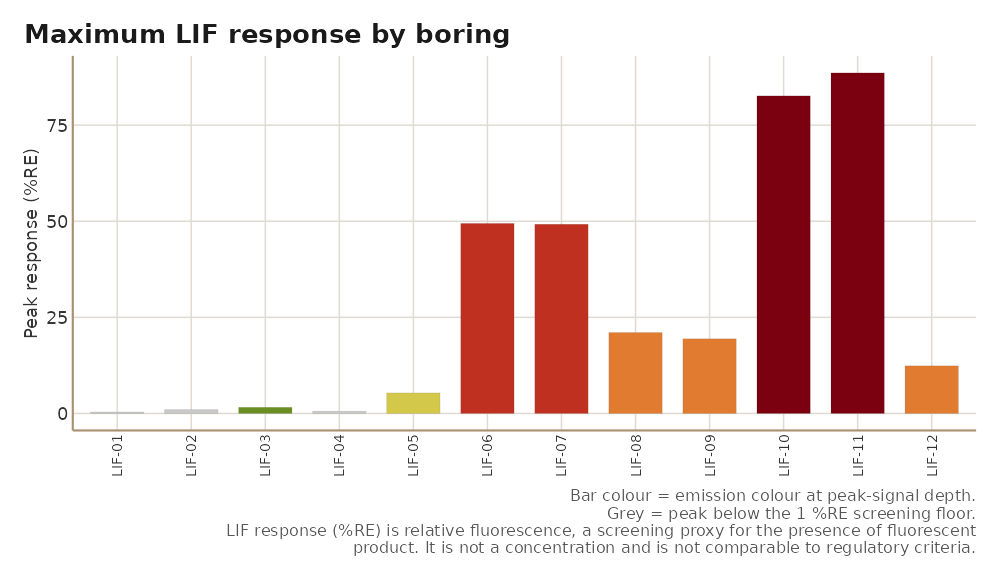 Maximum LIF response by boring
Peak response (%RE)
75
50
25
0
LIF-01
LIF-02
LIF-03
LIF-04
LIF-05
LIF-06
LIF-07
LIF-08
LIF-09
LIF-10
LIF-11
LIF-12
Bar colour = emission colour at peak-signal depth.
Grey = peak below the 1 %RE screening floor.
LIF response (%RE) is relative fluorescence, a screening proxy for the presence of fluorescent
product. It is not a concentration and is not comparable to regulatory criteria.